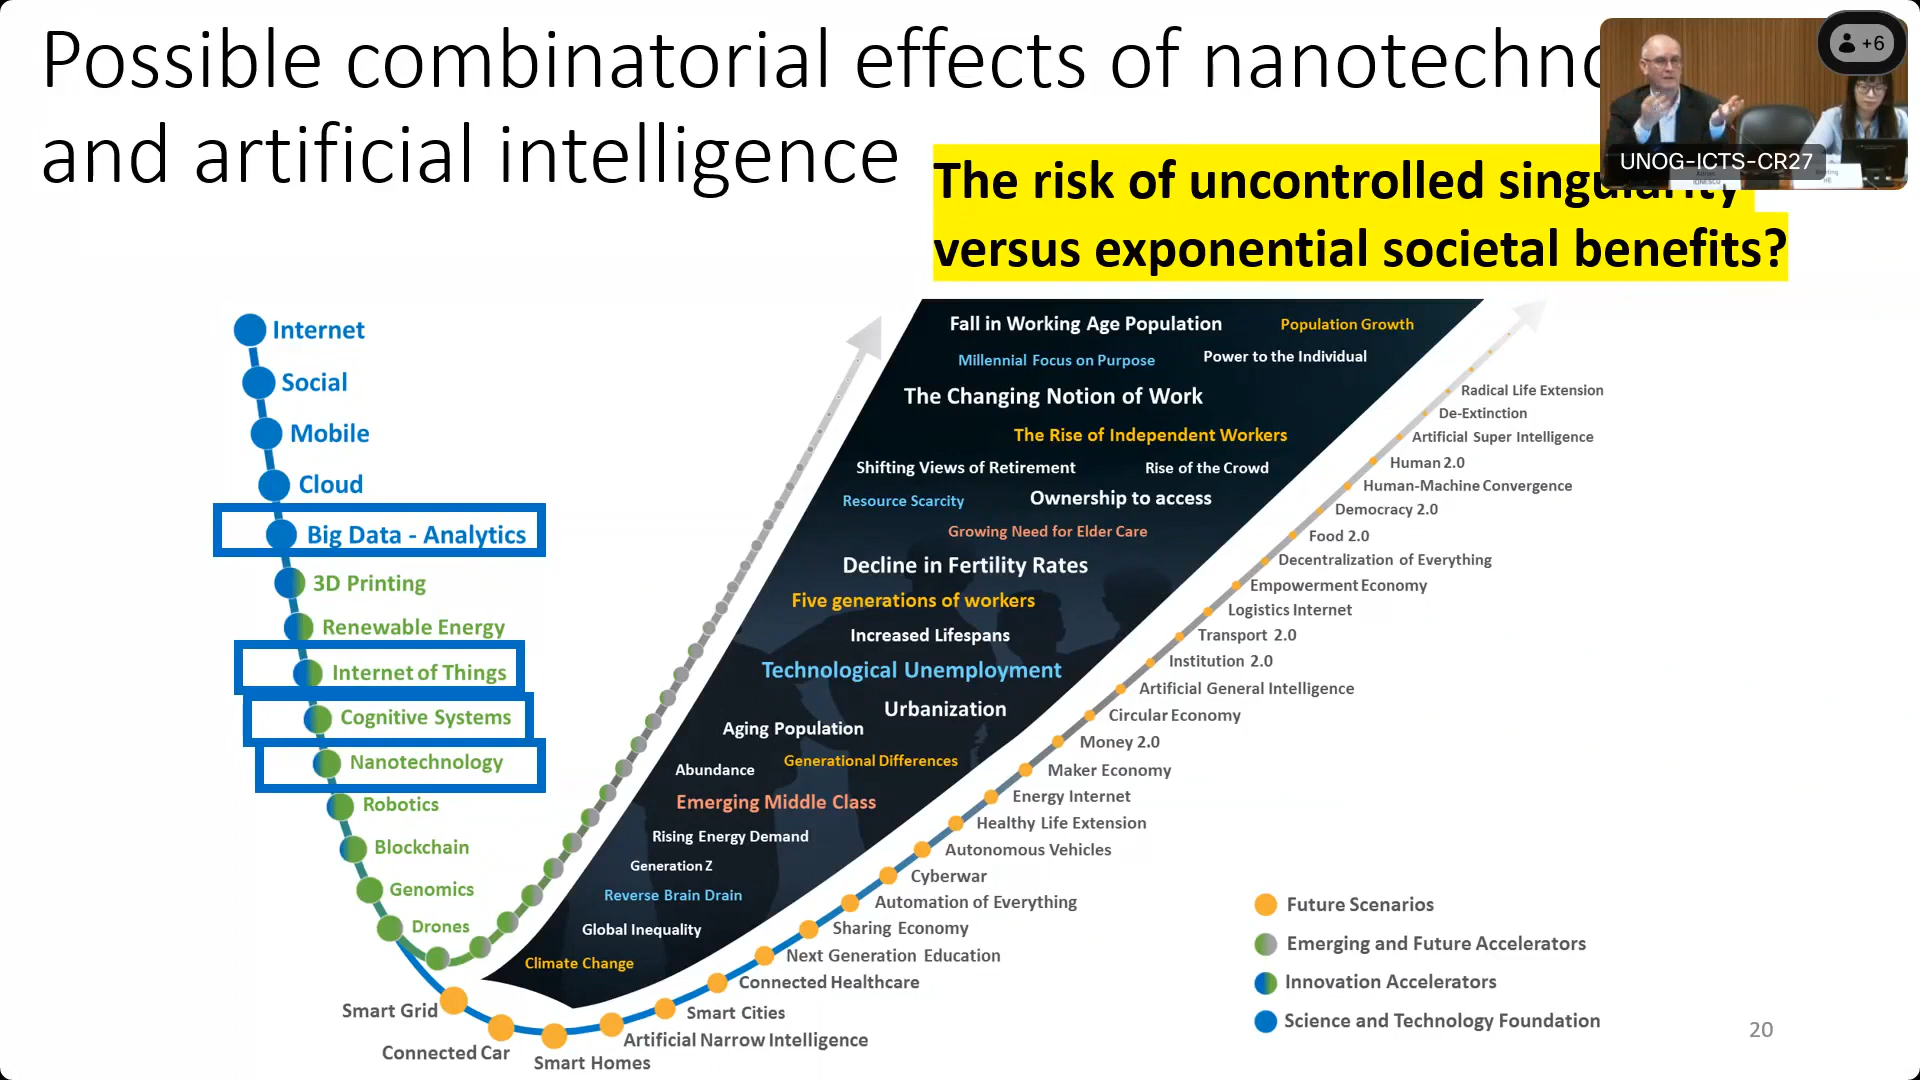 Possible combinatorial effects of
and artificial intelligence
The risk of uncontrolled
versus exponential societal benefits?
+6
UNOG-ICTS-CR27
Internet
Social
Mobile
Cloud
Big Data - Analytics
3D Printing
Renewable Energy
Internet of Things
Cognitive Systems
Nanotechnology
Robotics
Blockchain
Genomics
Drones
Fall in Working Age Population
Population Growth
Millennial Focus on Purpose
Power to the Individual
The Changing Notion of Work
The Rise of Independent Workers
Shifting Views of Retirement
Rise of the Crowd
Resource Scarcity
Ownership to access
Growing Need for Elder Care
Decline in Fertility Rates
Five generations of workers
Increased Lifespans
Technological Unemployment
Urbanization
Aging Population
Generational Differences
Abundance
Emerging Middle Class
Rising Energy Demand
Generation Z
Reverse Brain Drain
Global Inequality
Climate Change
Radical Life Extension
De-Extinction
Artificial Super Intelligence
Human 2.0
Human-Machine Convergence
Democracy 2.0
Food 2.0
Decentralization of Everything
Empowerment Economy
Logistics Internet
Transport 2.0
Institution 2.0
Artificial General Intelligence
Circular Economy
Money 2.0
Maker Economy
Energy Internet
Healthy Life Extension
Autonomous Vehicles
Cyberwar
Automation of Everything
Sharing Economy
Next Generation Education
Connected Healthcare
Smart Cities
Artificial Narrow Intelligence
Smart Homes
Connected Car
Smart Grid
Future Scenarios
Emerging and Future Accelerators
Innovation Accelerators
Science and Technology Foundation
20